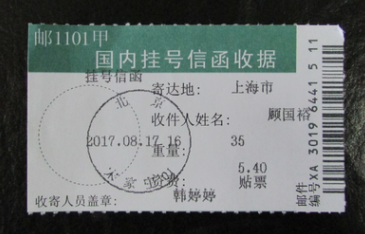 邮1101甲
国内挂号信函收据
挂号信函
寄达地: 上海市
收件人姓名: 顾国裕
2017.08.17.16
重量: 35
5.40
资费: 贴票
收寄人员盖章: 韩婷婷
北京
邮件
编号XA 3019 6441 5 11